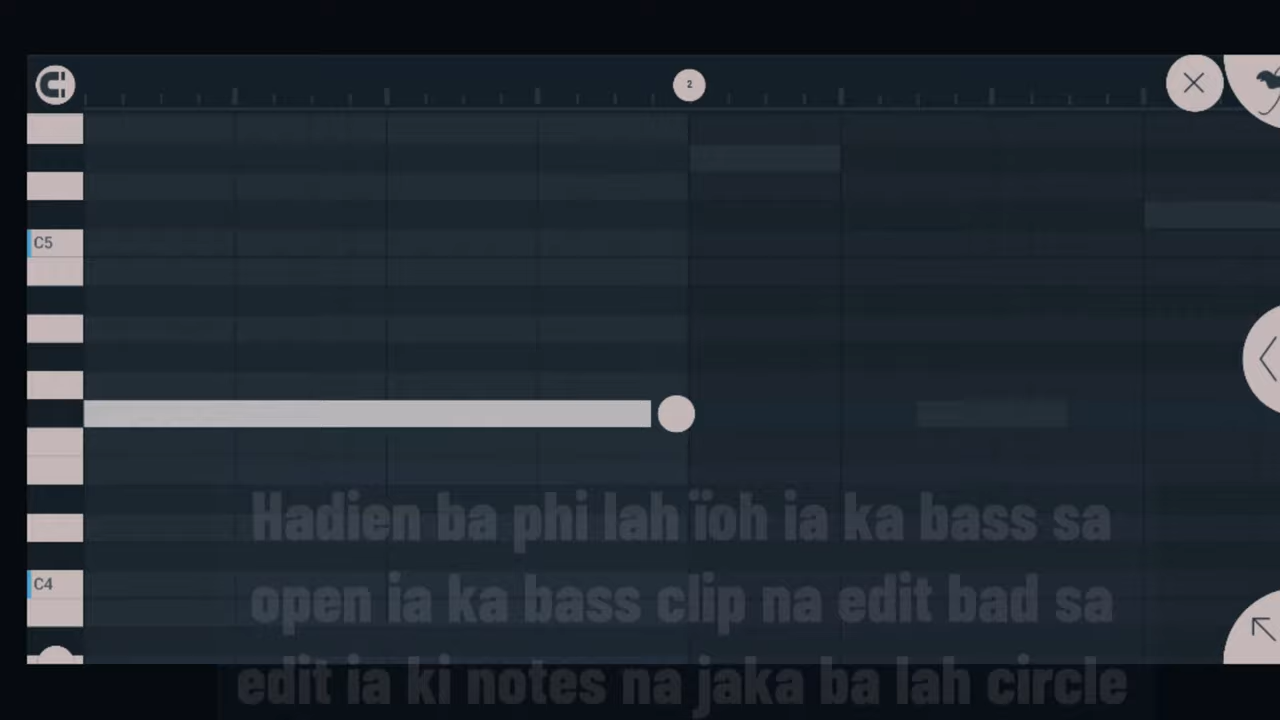 2
C5
C4
Hadien ba phi lah ïoh ia ka bass sa
open ia ka bass clip na edit bad sa
edit ia ki notes na jaka ba lah circle